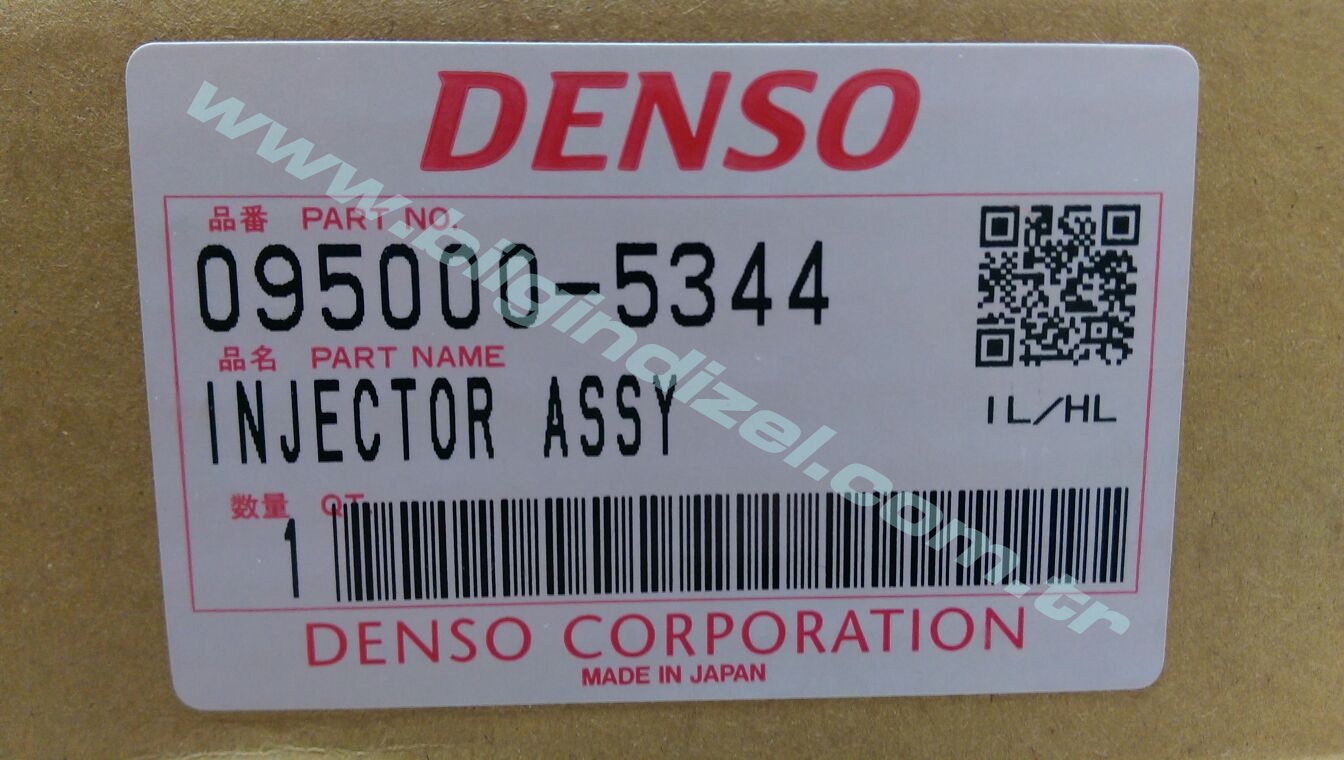 DENSO
品番 PART NO.
095000-5344
品名 PART NAME
INJECTOR ASSY
IL/HL
数量 QT
1
DENSO CORPORATION
MADE IN JAPAN
www.bilgindizel.com.tr